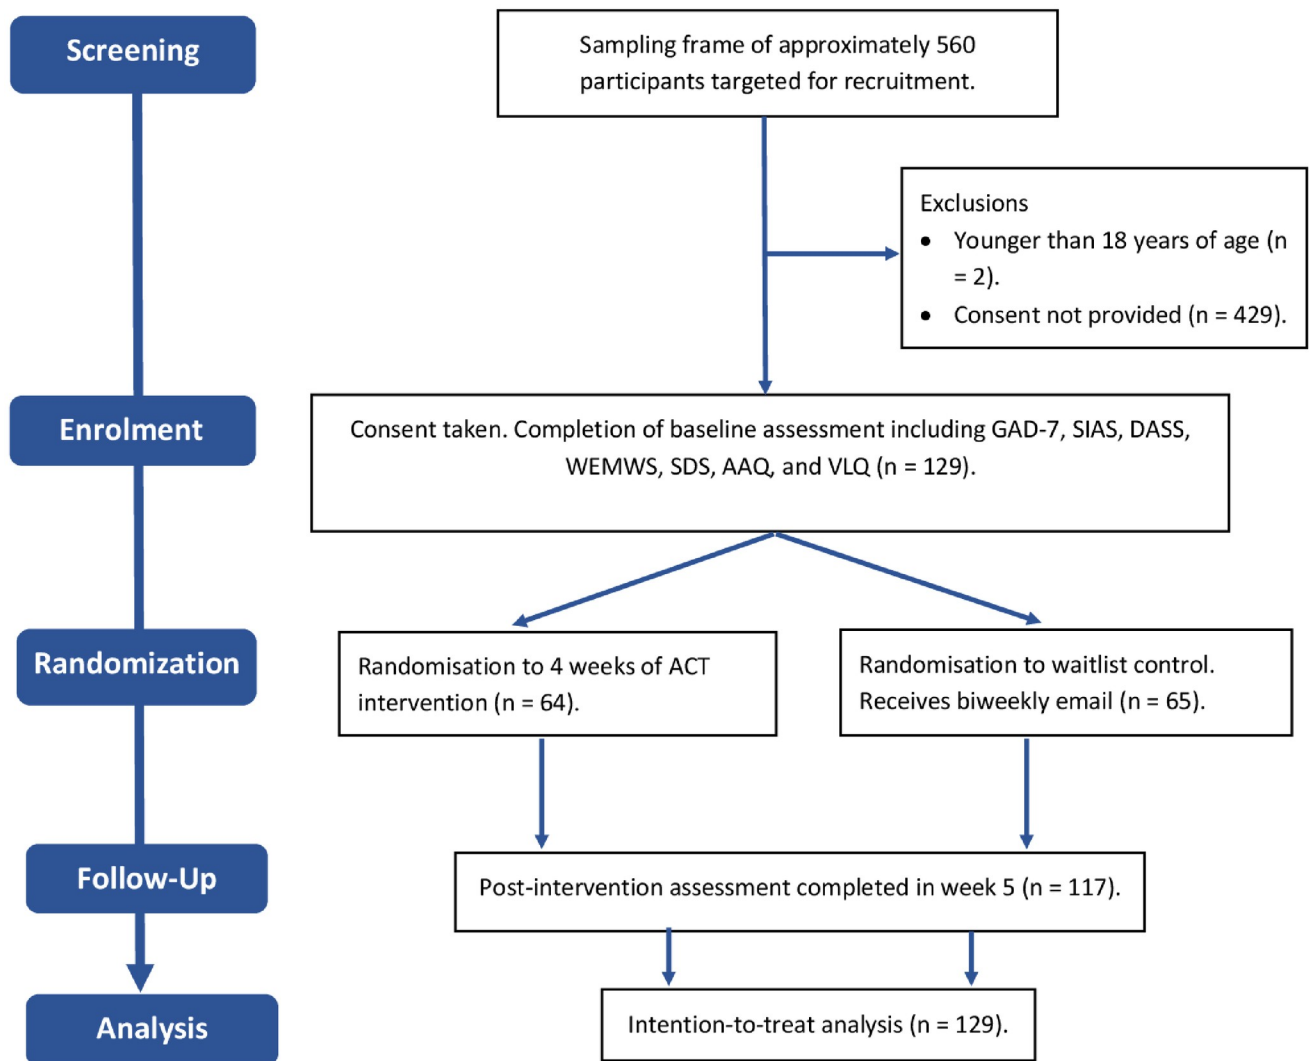 Screening
Sampling frame of approximately 560
participants targeted for recruitment.
Exclusions
• Younger than 18 years of age (n
= 2).
• Consent not provided (n = 429).
Enrolment
Consent taken. Completion of baseline assessment including GAD-7, SIAS, DASS,
WEMWS, SDS, AAQ, and VLQ (n = 129).
Randomization
Randomisation to 4 weeks of ACT
intervention (n = 64).
Randomisation to waitlist control.
Receives biweekly email (n = 65).
Follow-Up
Post-intervention assessment completed in week 5 (n = 117).
Analysis
Intention-to-treat analysis (n = 129).